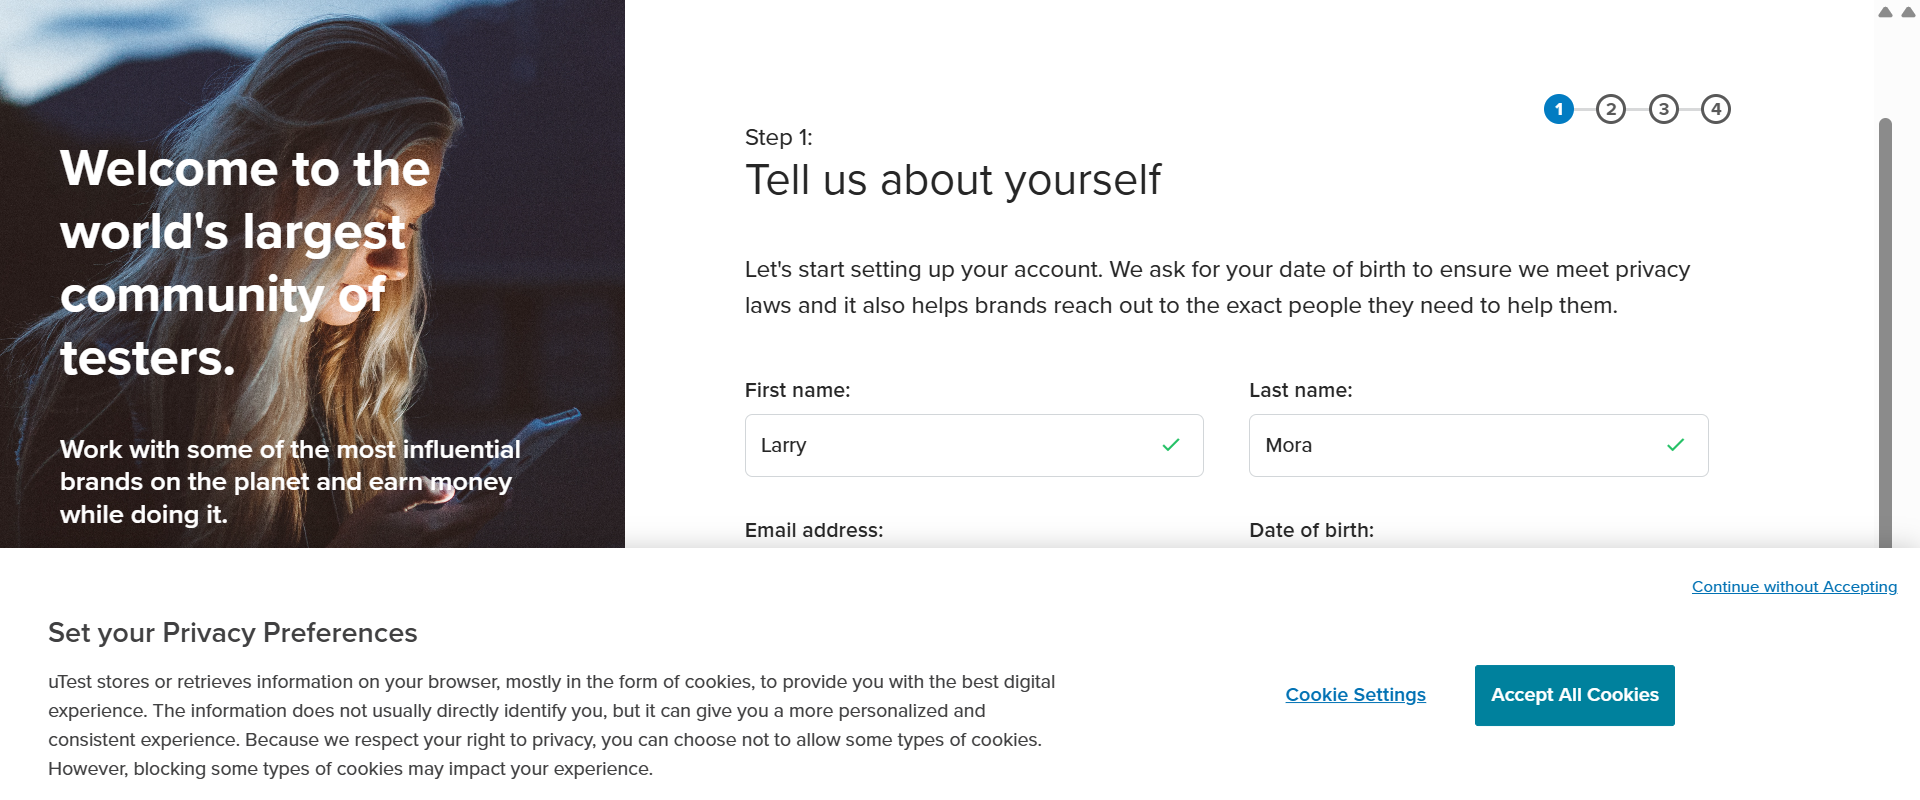 Welcome to the
world's largest
community of
testers.
Work with some of the most influential
brands on the planet and earn money
while doing it.
1 2 3 4
Step 1:
Tell us about yourself
Let's start setting up your account. We ask for your date of birth to ensure we meet privacy
laws and it also helps brands reach out to the exact people they need to help them.
First name: Last name:
Larry Mora
Email address: Date of birth:
Continue without Accepting
Set your Privacy Preferences
uTest stores or retrieves information on your browser, mostly in the form of cookies, to provide you with the best digital
experience. The information does not usually directly identify you, but it can give you a more personalized and
consistent experience. Because we respect your right to privacy, you can choose not to allow some types of cookies.
However, blocking some types of cookies may impact your experience.
Cookie Settings
Accept All Cookies